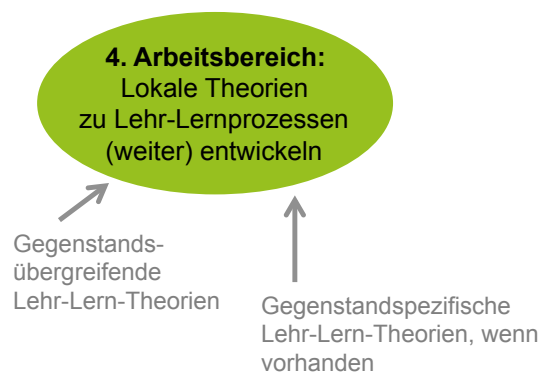 4. Arbeitsbereich:
Lokale Theorien
zu Lehr-Lernprozessen
(weiter) entwickeln
Gegenstands-
übergreifende
Lehr-Lern-Theorien
Gegenstandspezifische
Lehr-Lern-Theorien, wenn
vorhanden